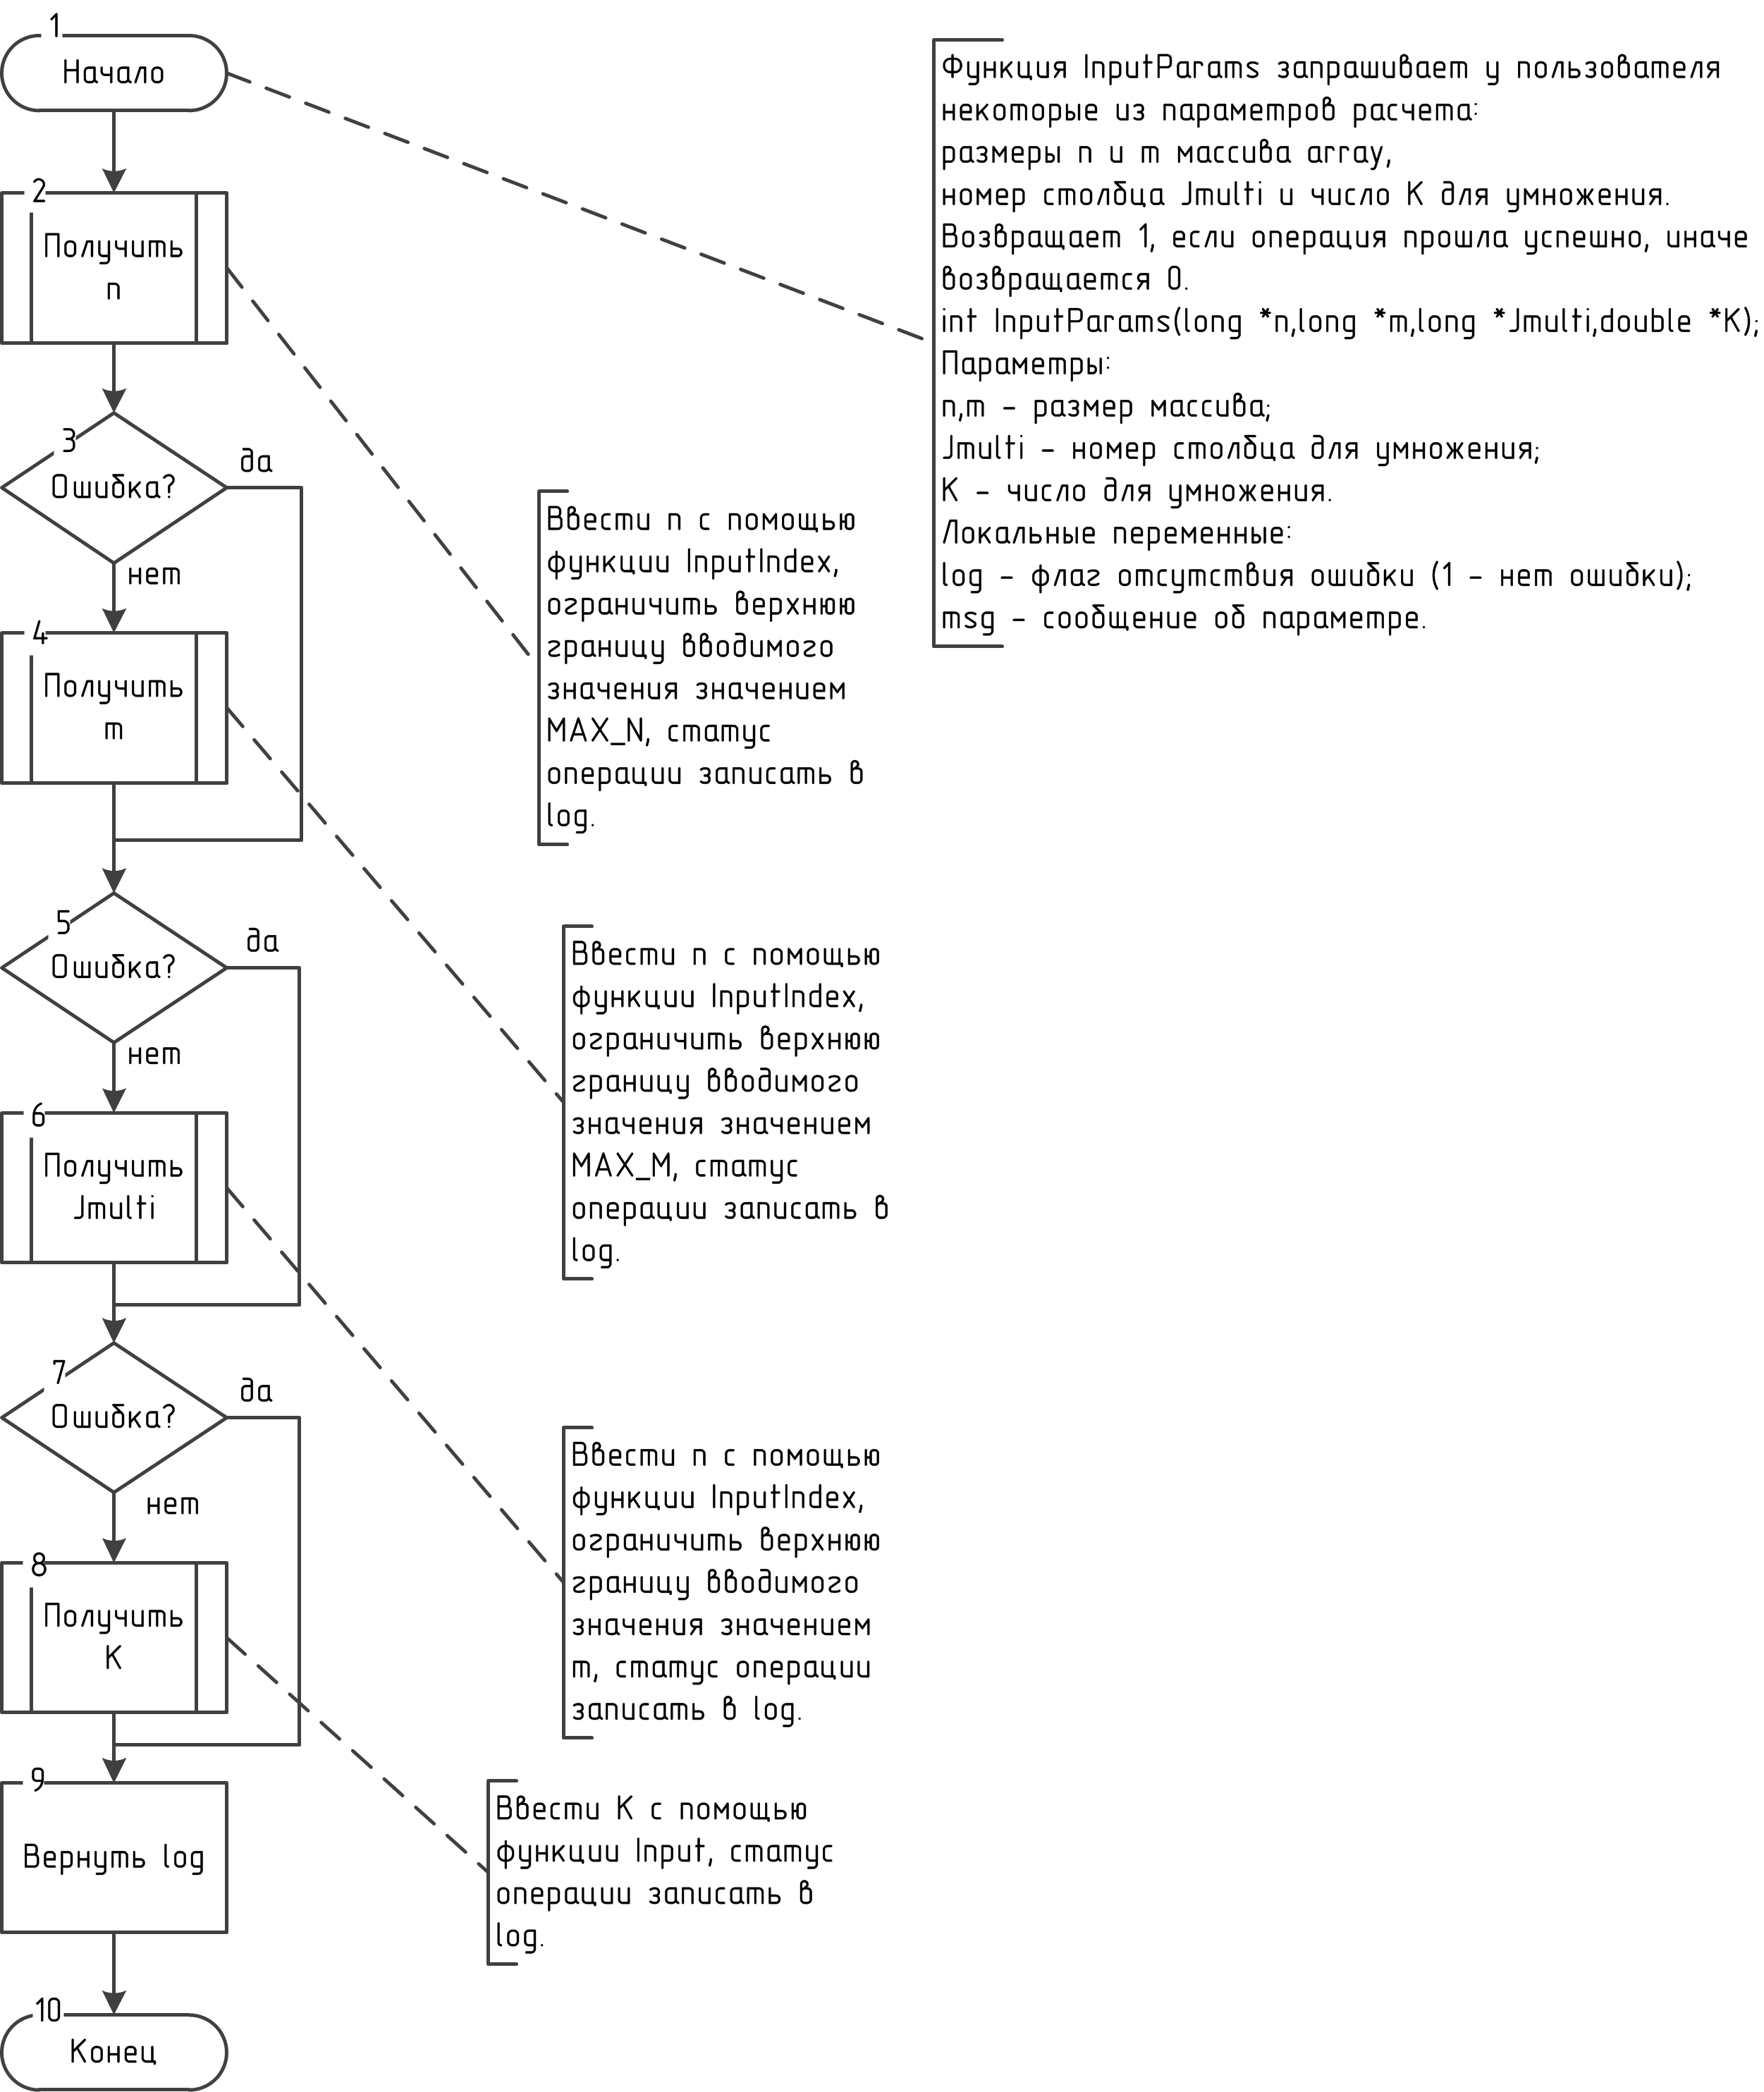 1
Начало
Функция InputParams запрашивает у пользователя
некоторые из параметров расчета:
размеры n и m массива array,
номер столбца Jmulti и число K для умножения.
Возвращает 1, если операция прошла успешно, иначе
возвращается 0.
int InputParams(long *n,long *m,long *Jmulti,double *K);
Параметры:
n,m – размер массива;
Jmulti – номер столбца для умножения;
K – число для умножения.
Локальные переменные:
log – флаг отсутствия ошибки (1 – нет ошибки);
msg – сообщение об параметре.
2
Получить
n
3
Ошибка?
да
нет
Ввести n с помощью
функции InputIndex,
ограничить верхнюю
границу вводимого
значения значением
MAX_N, статус
операции записать в
log.
4
Получить
m
5
Ошибка?
да
нет
Ввести n с помощью
функции InputIndex,
ограничить верхнюю
границу вводимого
значения значением
MAX_M, статус
операции записать в
log.
6
Получить
Jmulti
7
Ошибка?
да
нет
Ввести n с помощью
функции InputIndex,
ограничить верхнюю
границу вводимого
значения значением
m, статус операции
записать в log.
8
Получить
K
9
Вернуть log
Ввести K с помощью
функции Input, статус
операции записать в
log.
10
Конец